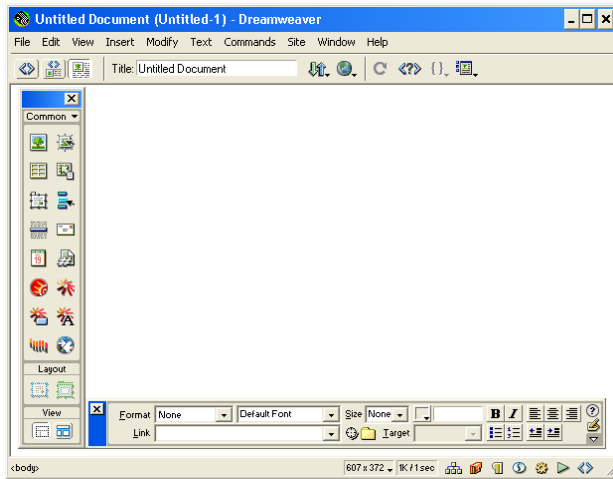 Untitled Document (Untitled-1) - Dreamweaver
File Edit View Insert Modify Text Commands Site Window Help
Title: Untitled Document
Common
19
Layout
View
Format None Default Font Size None B I
Link Target
<body> 607 x 372 1K / 1 sec